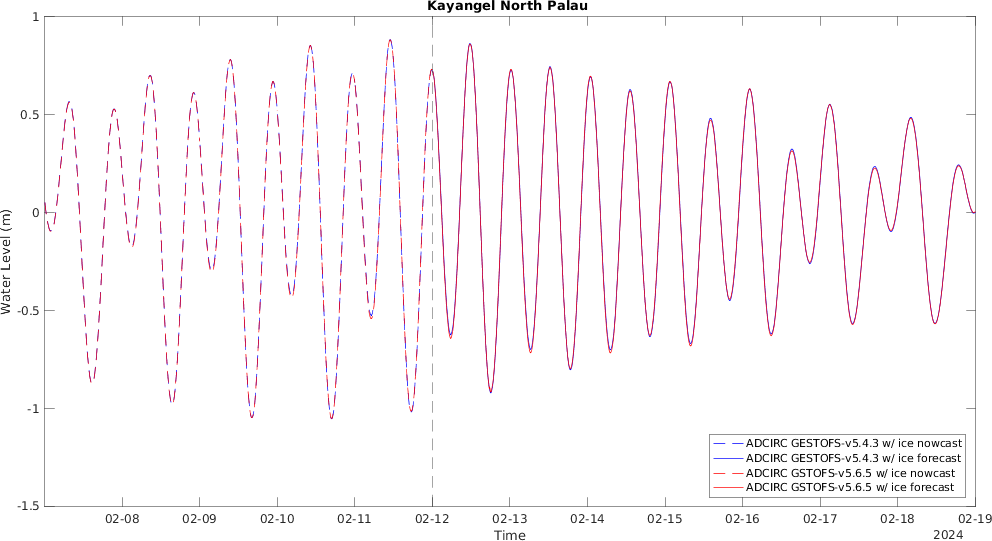 Kayangel North Palau
1
0.5
0
-0.5
-1
-1.5
Water Level (m)
02-08
02-09
02-10
02-11
02-12
02-13
02-14
02-15
02-16
02-17
02-18
02-19
Time
2024
ADCIRC GESTOFS-v5.4.3 w/ ice nowcast
ADCIRC GESTOFS-v5.4.3 w/ ice forecast
ADCIRC GSTOFS-v5.6.5 w/ ice nowcast
ADCIRC GSTOFS-v5.6.5 w/ ice forecast